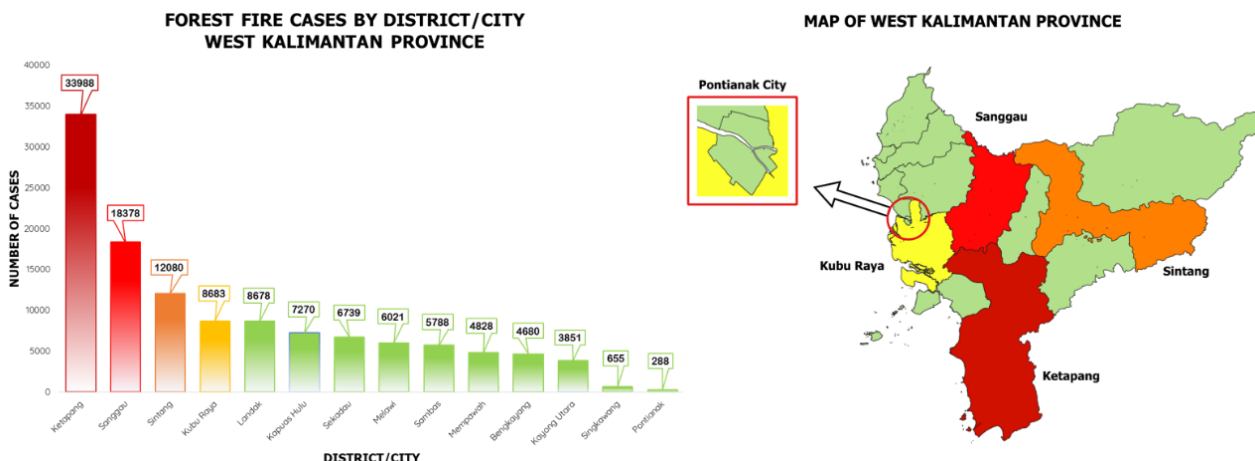 FOREST FIRE CASES BY DISTRICT/CITY
WEST KALIMANTAN PROVINCE
NUMBER OF CASES
40000
35000
30000
25000
20000
15000
10000
5000
0
33988
18378
12080
8683
8678
7270
6739
6021
5788
4828
4680
3851
655
288
Ketapang
Sanggau
Sintang
Kubu Raya
Landak
Kapuas Hulu
Sekadau
Melawi
Sambas
Mempawah
Bengkayang
Kayong Utara
Singkawang
Pontianak
DISTRICT/CITY
MAP OF WEST KALIMANTAN PROVINCE
Pontianak City
Sanggau
Kubu Raya
Sintang
Ketapang